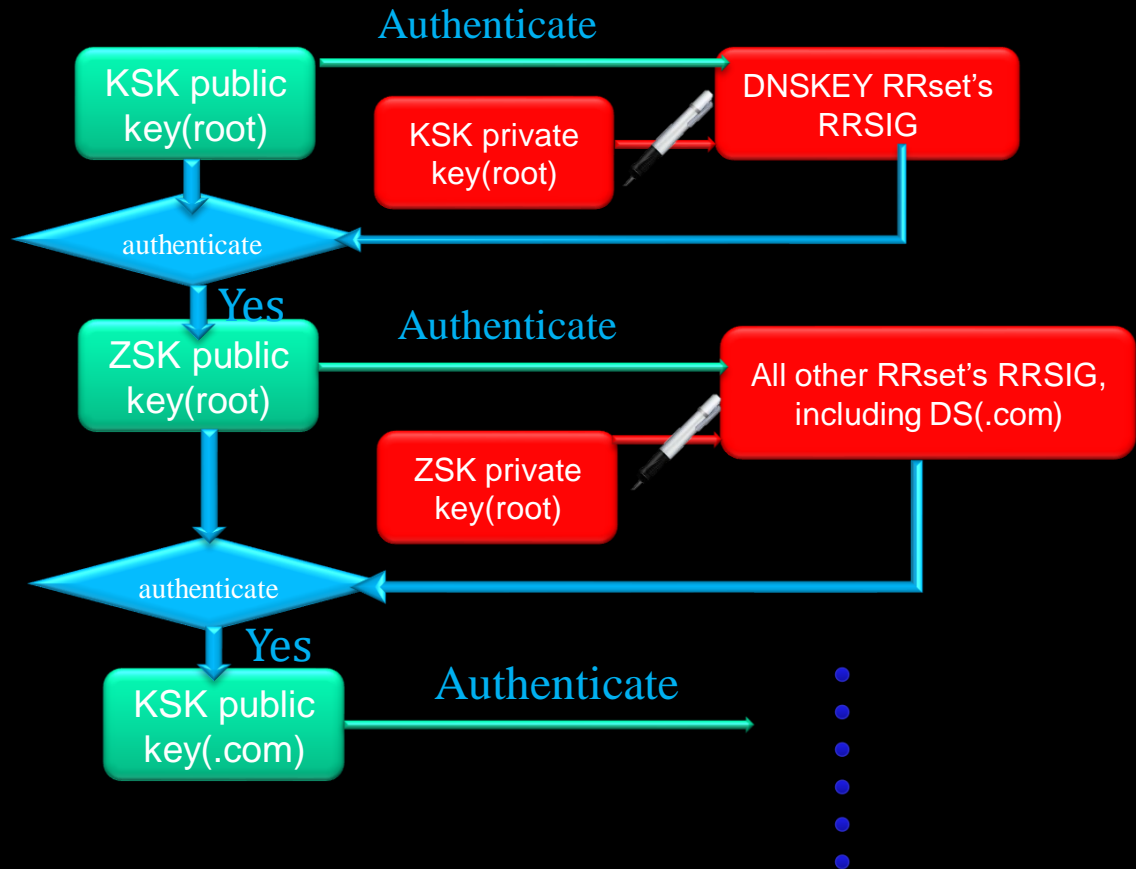 Authenticate
KSK public
key(root)
DNSKEY RRset's
RRSIG
KSK private
key(root)
authenticate
Yes
Authenticate
ZSK public
key(root)
All other RRset's RRSIG,
including DS(.com)
ZSK private
key(root)
authenticate
Yes
Authenticate
KSK public
key(.com)